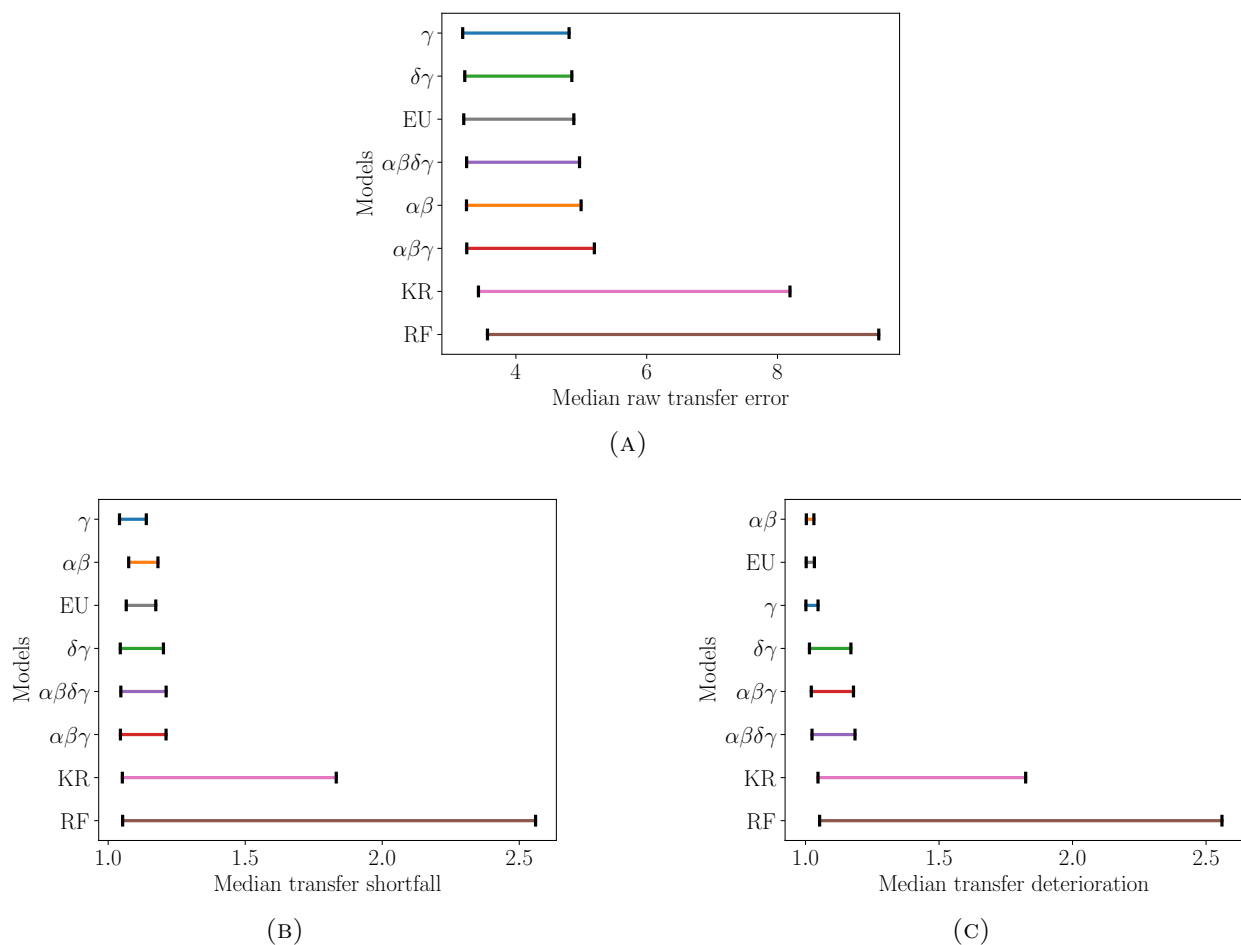 γ
δγ
EU
αβδγ
αβ
αβγ
KR
RF
Models
4 6 8
Median raw transfer error
(A)
γ
αβ
EU
δγ
αβδγ
αβγ
KR
RF
Models
1.0 1.5 2.0 2.5
Median transfer shortfall
(B)
αβ
EU
γ
δγ
αβγ
αβδγ
KR
RF
Models
1.0 1.5 2.0 2.5
Median transfer deterioration
(C)